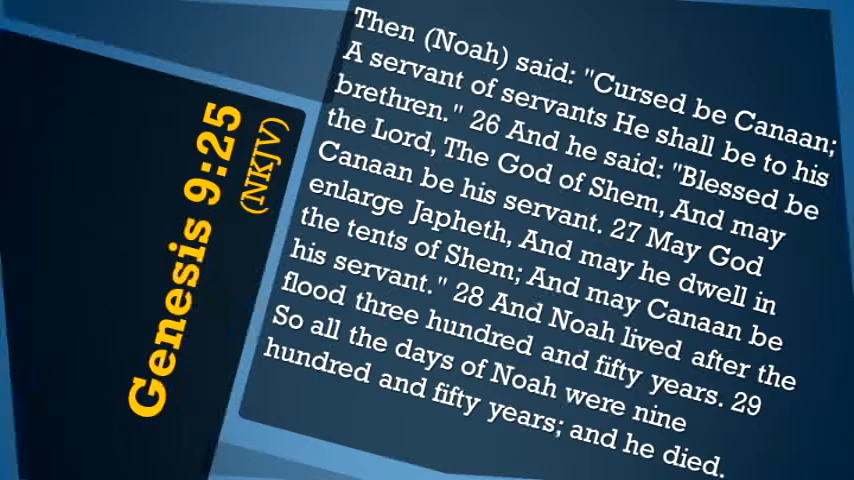 Genesis 9:25
(NKJV)
Then (Noah) said: "Cursed be Canaan;
A servant of servants He shall be to his
brethren." 26 And he said: "Blessed be
the Lord, The God of Shem, And may
Canaan be his servant. 27 May God
enlarge Japheth, And may he dwell in
the tents of Shem; And may Canaan be
his servant." 28 And Noah lived after the
flood three hundred and fifty years. 29
So all the days of Noah were nine
hundred and fifty years; and he died.